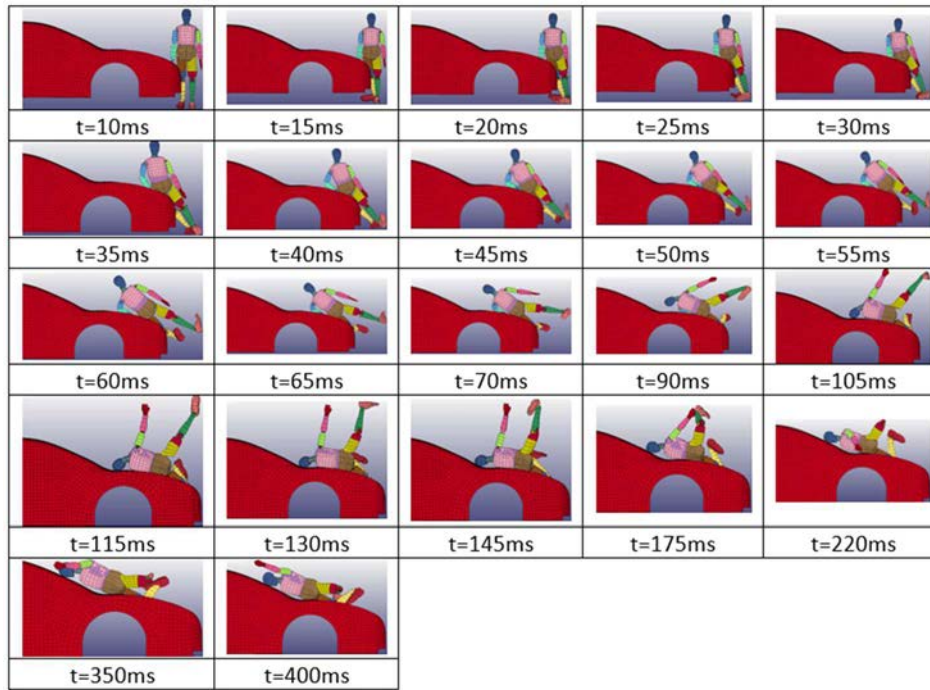 t=10ms t=15ms t=20ms t=25ms t=30ms
t=35ms t=40ms t=45ms t=50ms t=55ms
t=60ms t=65ms t=70ms t=90ms t=105ms
t=115ms t=130ms t=145ms t=175ms t=220ms
t=350ms t=400ms